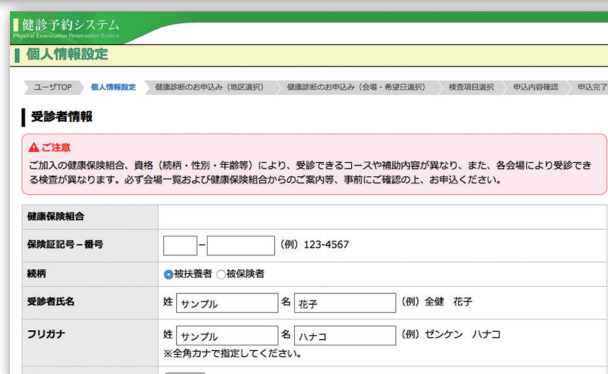 健診予約システム
Physical Examination Reservation System
個人情報設定
ユーザTOP 個人情報設定 健康診断のお申込み（地区選択） 健康診断のお申込み（会場・希望日選択） 検査項目選択 申込内容確認 申込完了
受診者情報
ご注意
ご加入の健康保険組合、資格（続柄・性別・年齢等）により、受診できるコースや補助内容が異なり、また、各会場により受診でき
る検査が異なります。必ず会場一覧および健康保険組合からのご案内等、事前にご確認の上、お申込ください。
健康保険組合
保険証記号－番号 － （例）123-4567
続柄 被扶養者 被保険者
受診者氏名 姓 サンプル 名 花子 （例）全健 花子
フリガナ 姓 サンプル 名 ハナコ （例）ゼンケン ハナコ
※全角カナで指定してください。